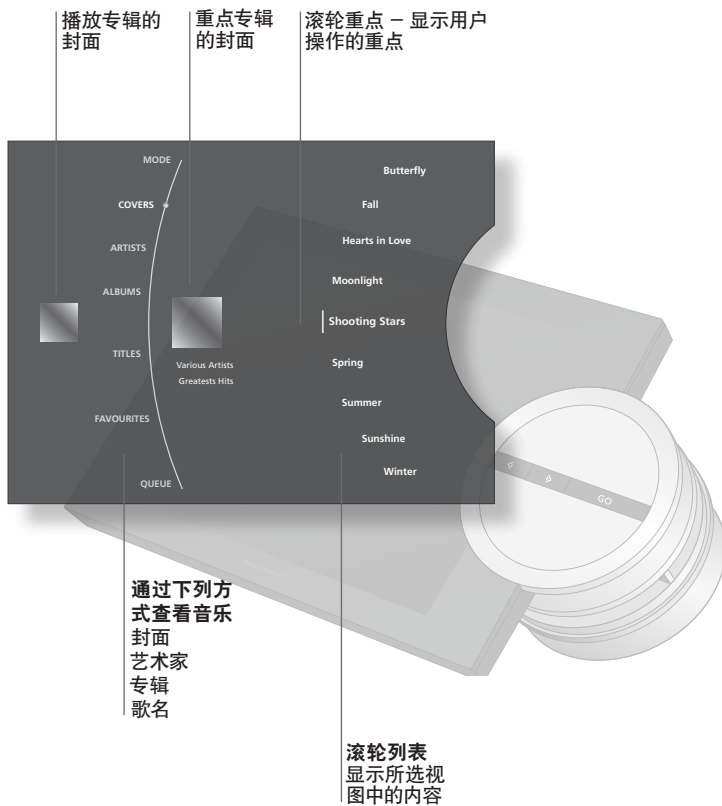 播放专辑的
封面
重点专辑
的封面
滚轮重点 – 显示用户
操作的重点
MODE
COVERS
ARTISTS
ALBUMS
TITLES
FAVOURITES
QUEUE
Various Artists
Greatests Hits
Butterfly
Fall
Hearts in Love
Moonlight
Shooting Stars
Spring
Summer
Sunshine
Winter
GO
通过下列方
式查看音乐
封面
艺术家
专辑
歌名
滚轮列表
显示所选视
图中的内容